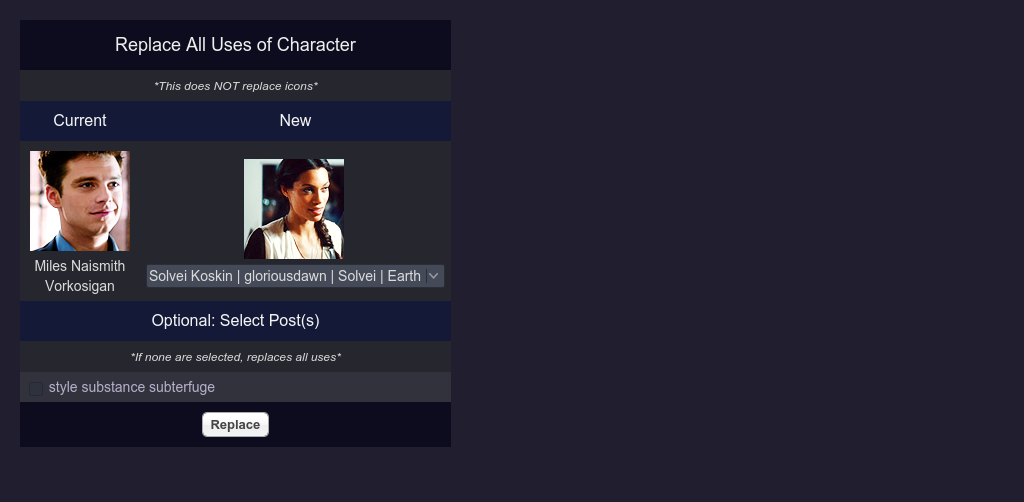 Replace All Uses of Character
*This does NOT replace icons*
Current New
Miles Naismith
Vorkosigan
Solvei Koskin | gloriousdawn | Solvei | Earth
Optional: Select Post(s)
*If none are selected, replaces all uses*
style substance subterfuge
Replace